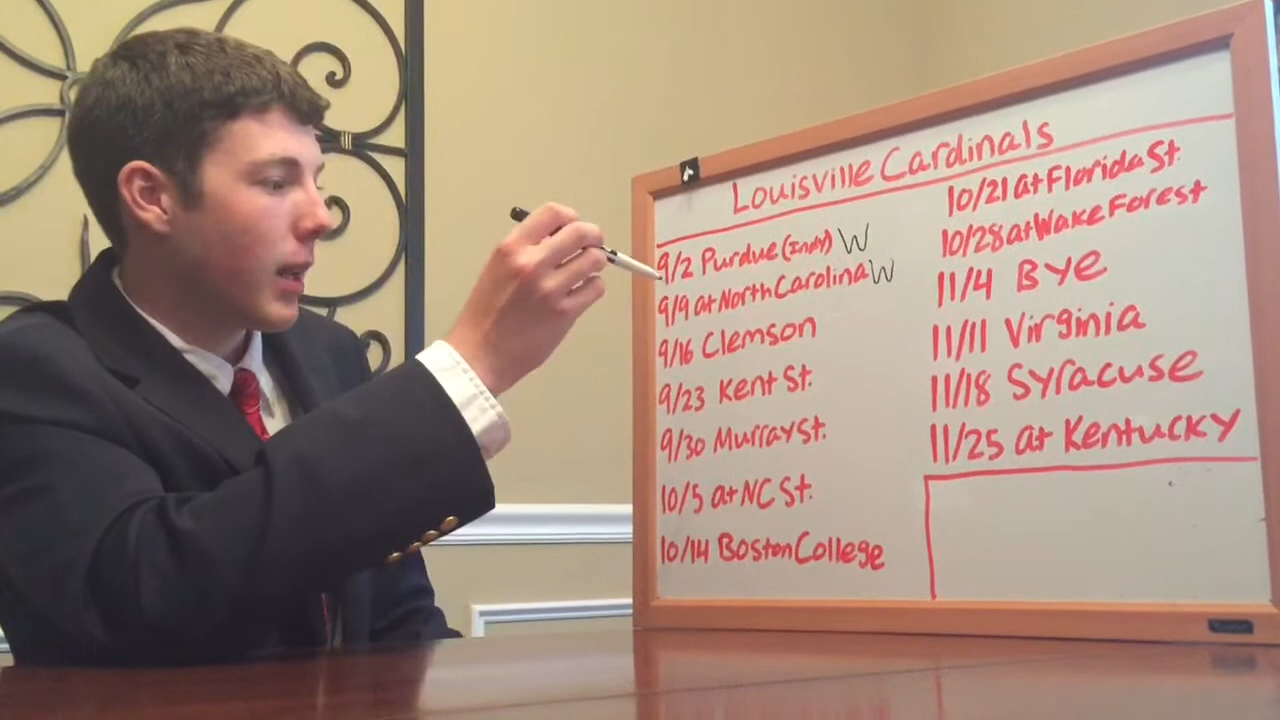 Louisville Cardinals
9/2 Purdue (Indy) W
9/9 at North Carolina W
9/16 Clemson
9/23 Kent St.
9/30 Murray St.
10/5 at NC St.
10/14 Boston College
10/21 at Florida St.
10/28 at Wake Forest
11/4 Bye
11/11 Virginia
11/18 Syracuse
11/25 at Kentucky